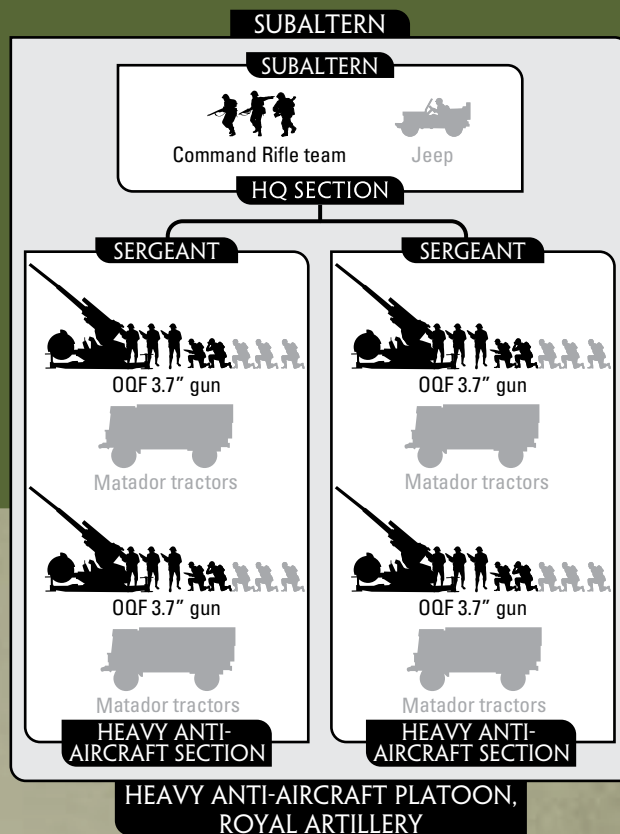 SUBALTERN
SUBALTERN
Command Rifle team
Jeep
HQ SECTION
SERGEANT
OQF 3.7” gun
Matador tractors
OQF 3.7” gun
Matador tractors
HEAVY ANTI-
AIRCRAFT SECTION
SERGEANT
OQF 3.7” gun
Matador tractors
OQF 3.7” gun
Matador tractors
HEAVY ANTI-
AIRCRAFT SECTION
HEAVY ANTI-AIRCRAFT PLATOON,
ROYAL ARTILLERY